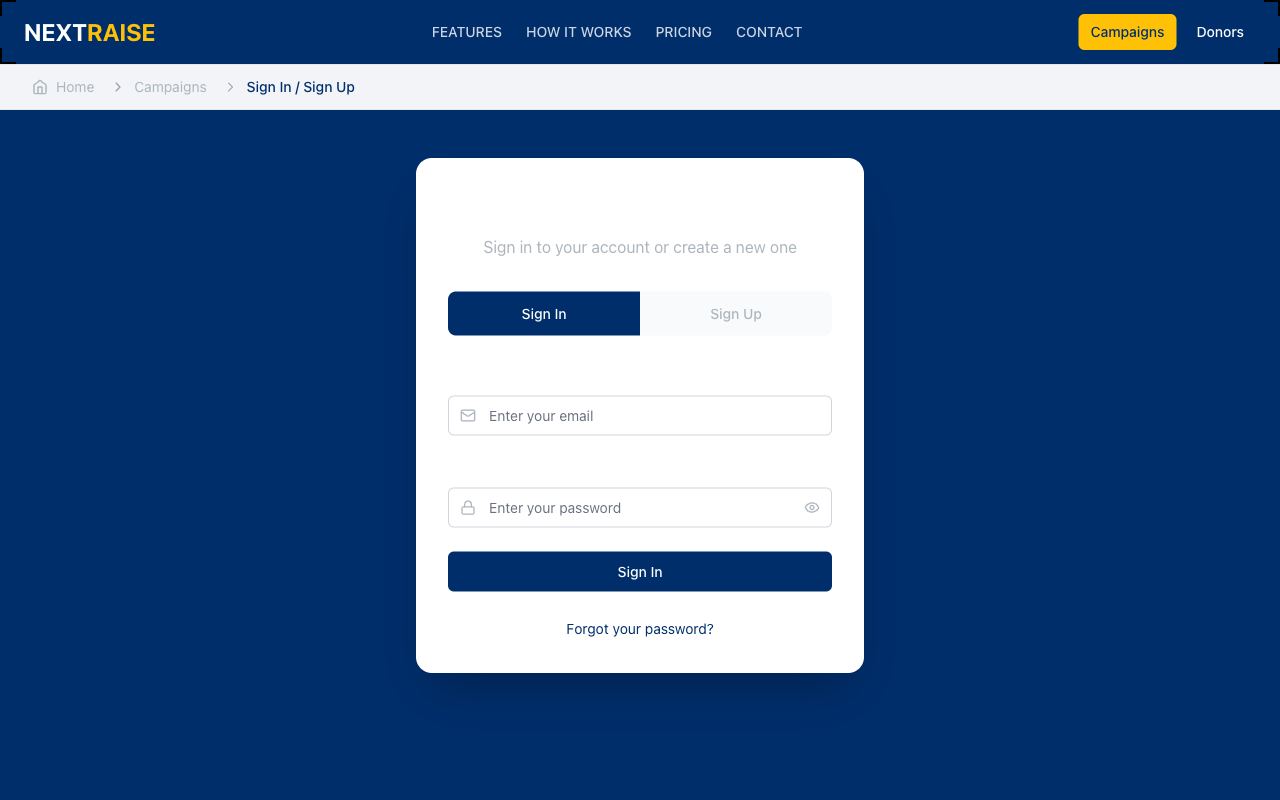 NEXTRAISE
FEATURES
HOW IT WORKS
PRICING
CONTACT
Campaigns
Donors
Home
Campaigns
Sign In / Sign Up
Sign in to your account or create a new one
Sign In
Sign Up
Enter your email
Enter your password
Sign In
Forgot your password?